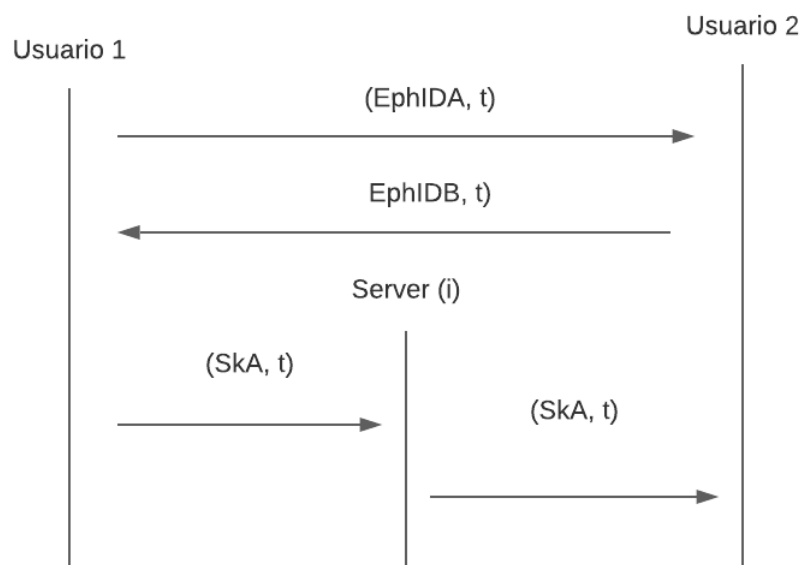 Usuario 1
Usuario 2
(EphIDA, t)
EphIDB, t)
Server (i)
(SkA, t)
(SkA, t)